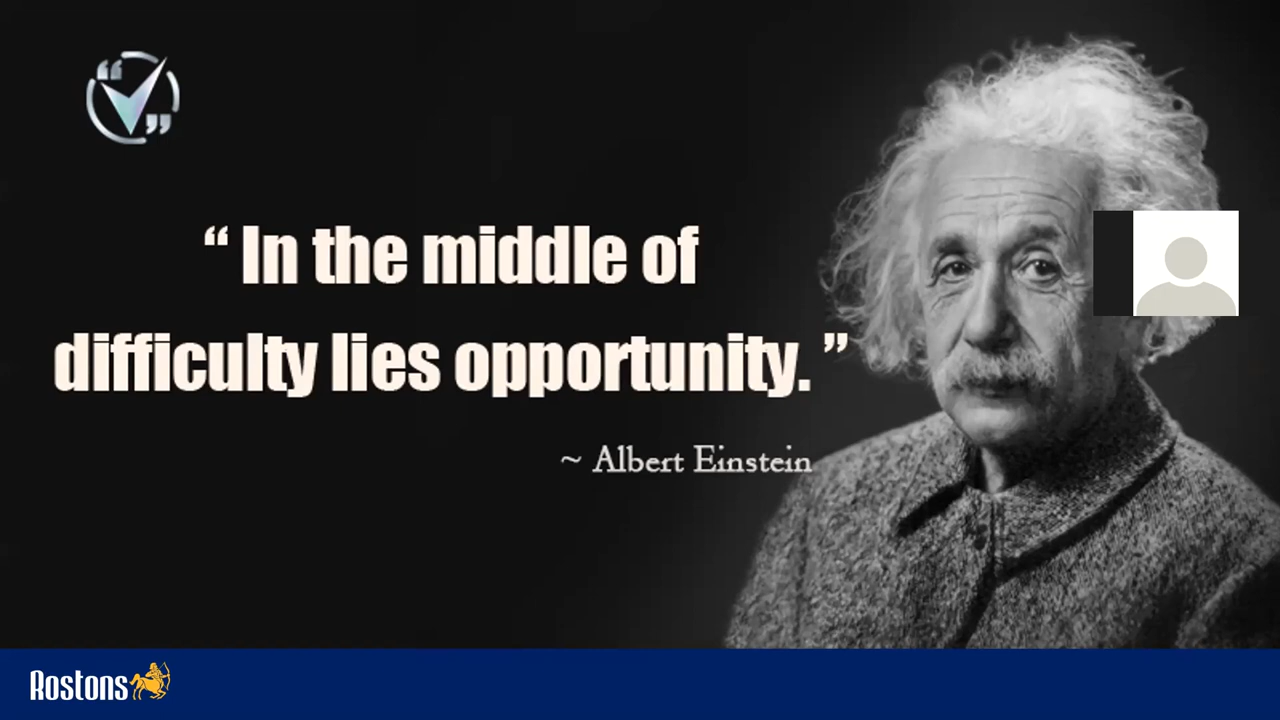 “ In the middle of
difficulty lies opportunity. ”
~ Albert Einstein
Rostons